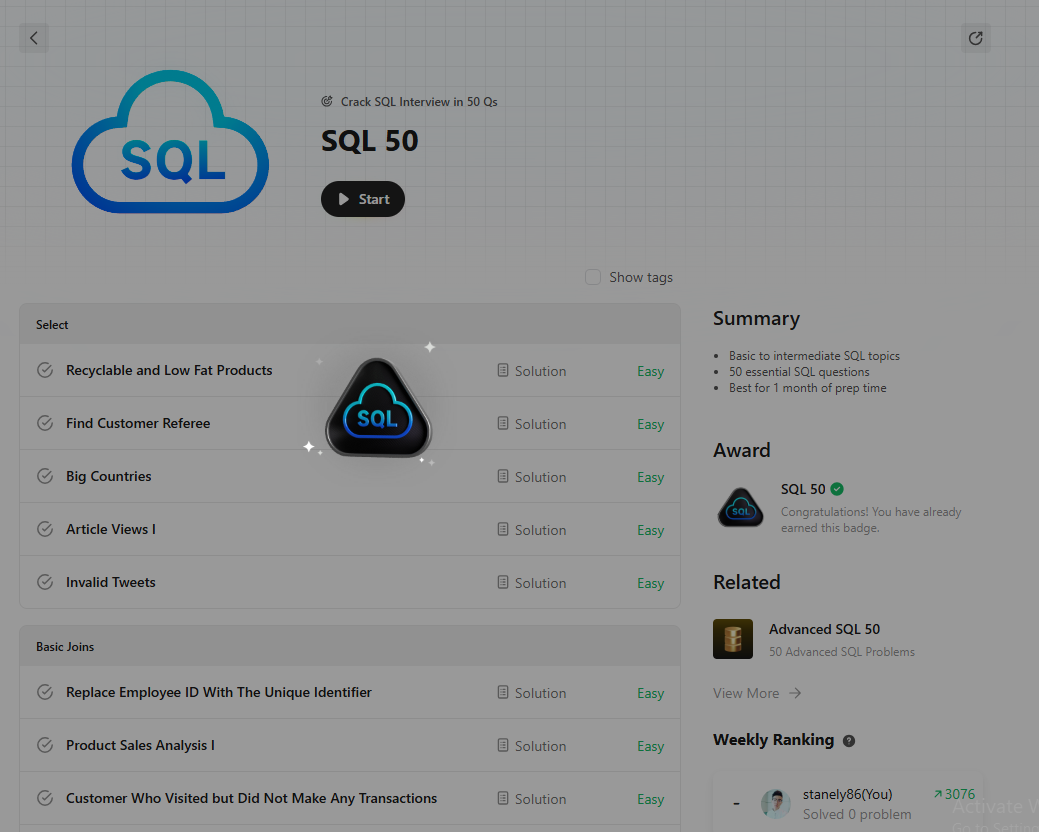 Crack SQL Interview in 50 Qs
SQL
SQL 50
Start
Show tags
Select
Recyclable and Low Fat Products
Solution
Easy
Find Customer Referee
Solution
Easy
Big Countries
Solution
Easy
Article Views I
Solution
Easy
Invalid Tweets
Solution
Easy
SQL
Basic Joins
Replace Employee ID With The Unique Identifier
Solution
Easy
Product Sales Analysis I
Solution
Easy
Customer Who Visited but Did Not Make Any Transactions
Solution
Easy
Summary
Basic to intermediate SQL topics
50 essential SQL questions
Best for 1 month of prep time
Award
SQL
SQL 50
Congratulations! You have already
earned this badge.
Related
Advanced SQL 50
50 Advanced SQL Problems
View More
Weekly Ranking ?
-
stanely86(You)
3076
Solved 0 problem
Activate
Go to Setting